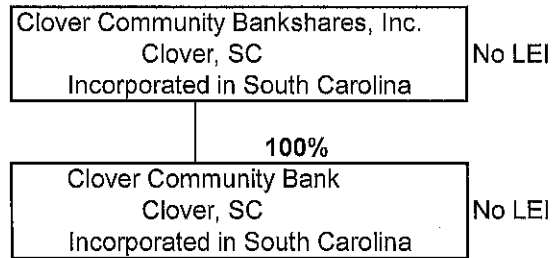 Clover Community Bankshares, Inc.
Clover, SC
No LEI
Incorporated in South Carolina
100%
Clover Community Bank
Clover, SC
No LEI
Incorporated in South Carolina